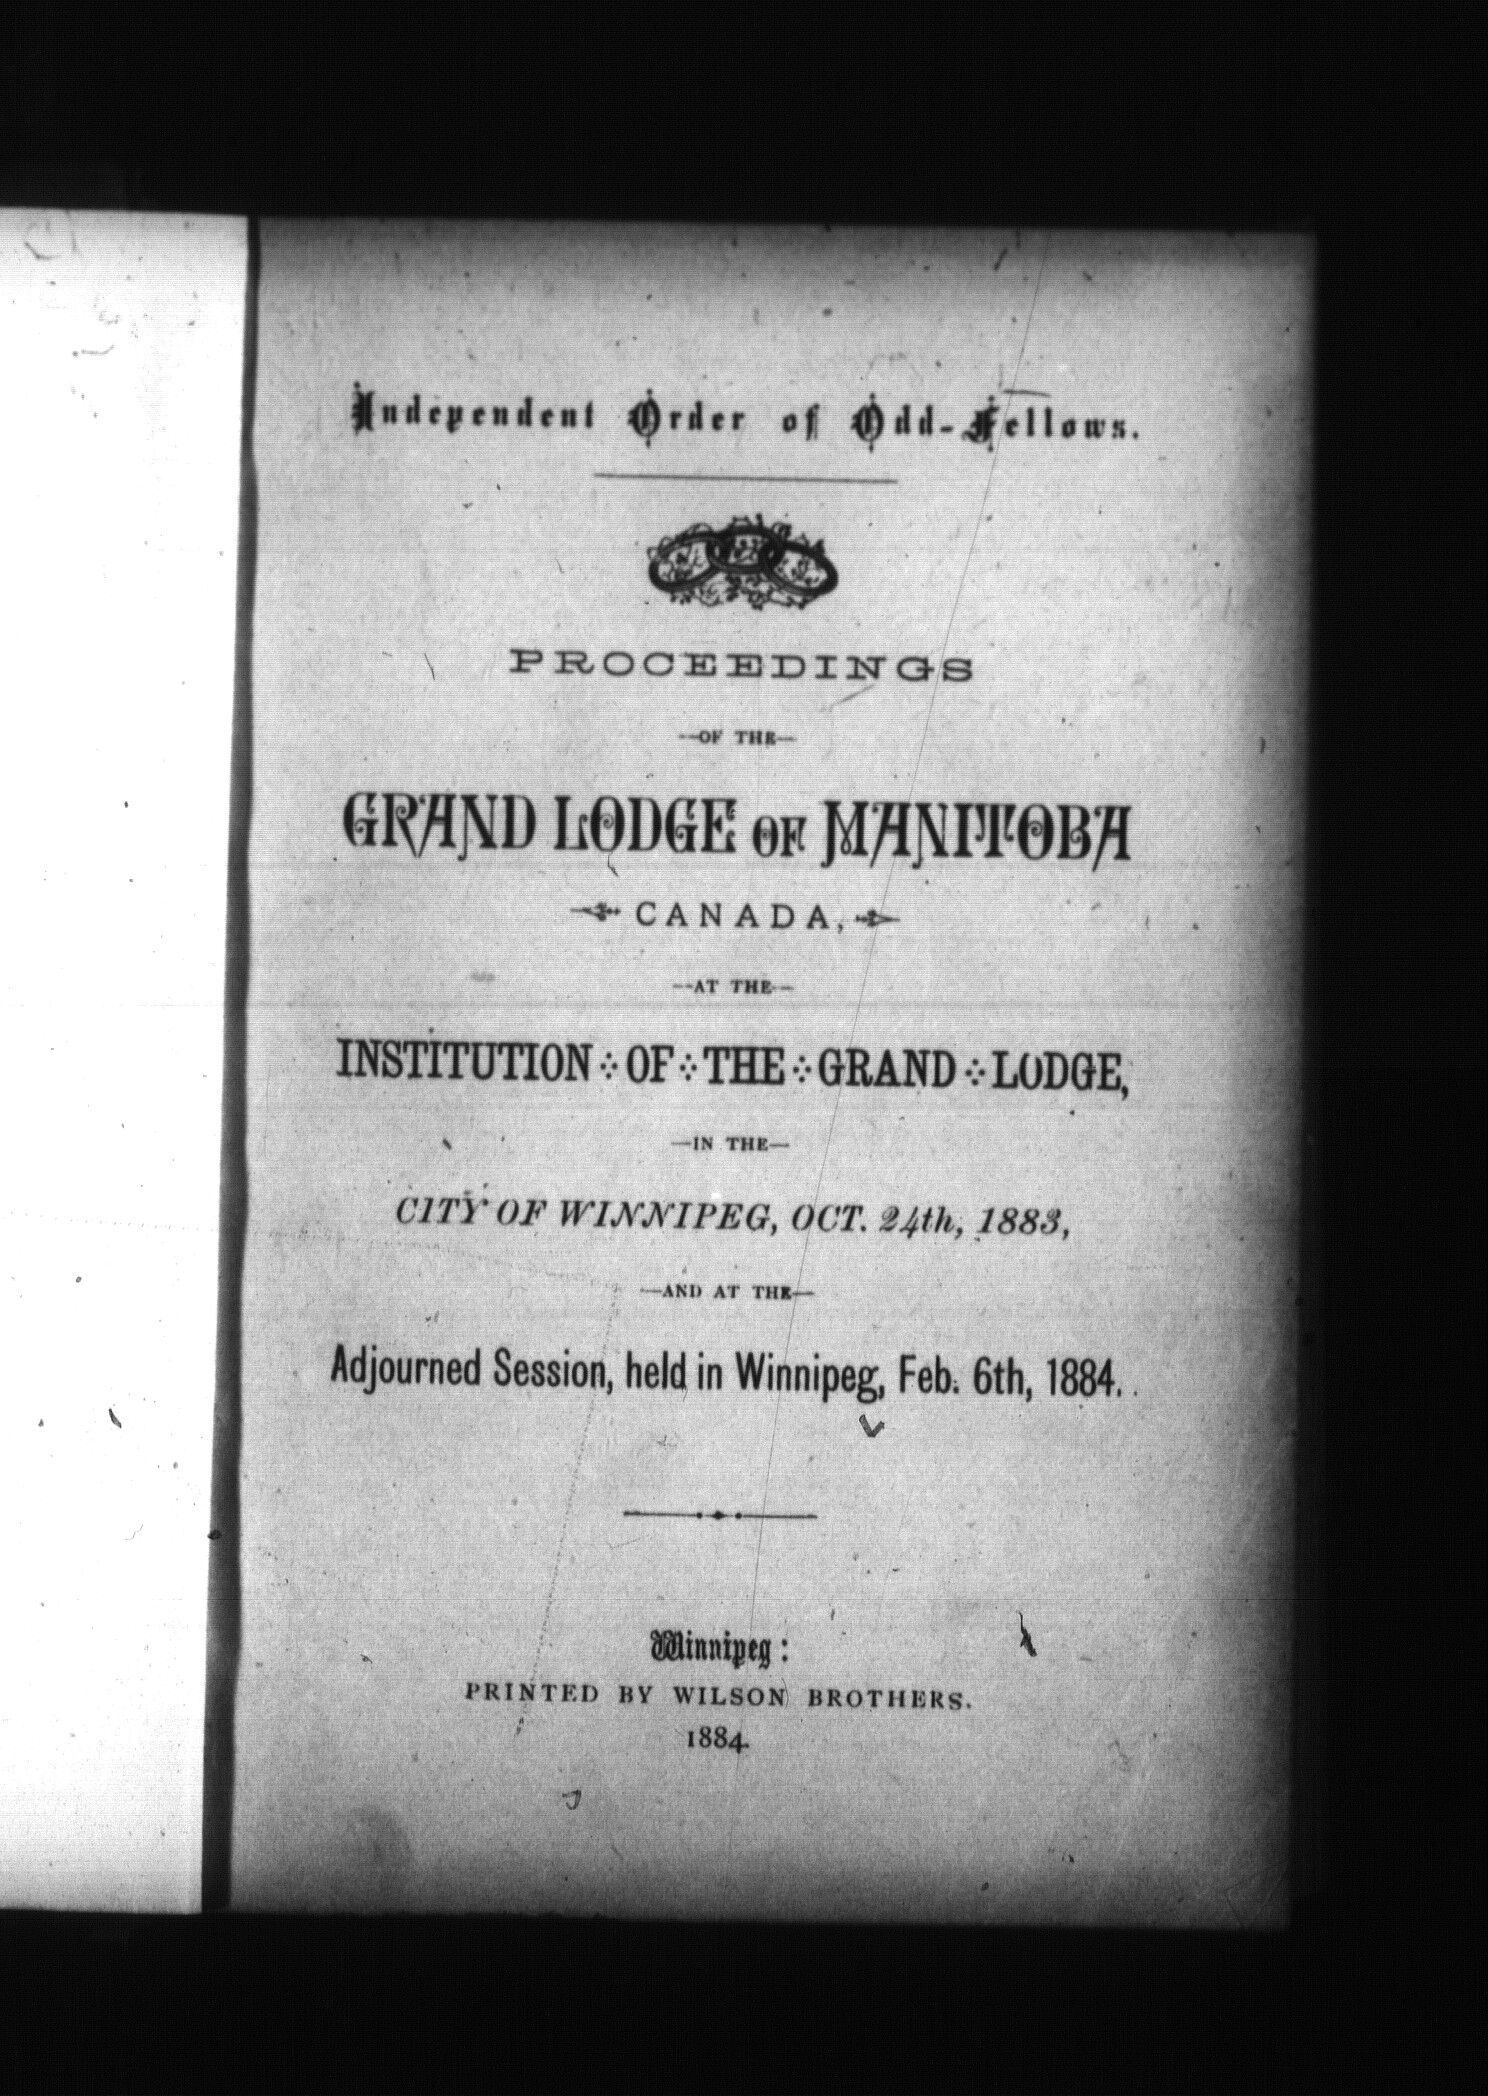 Independent Order of Odd-Fellows.
PROCEEDINGS
—OF THE—
GRAND LODGE OF MANITOBA
CANADA,
—AT THE—
INSTITUTION OF THE GRAND LODGE,
—IN THE—
CITY OF WINNIPEG, OCT. 24th, 1883,
—AND AT THE—
Adjourned Session, held in Winnipeg, Feb. 6th, 1884.
Winnipeg:
PRINTED BY WILSON BROTHERS.
1884.